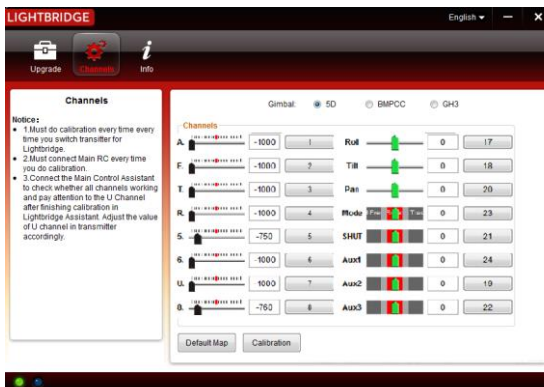 LIGHTBRIDGE
English
Upgrade
Channels
Info
Channels
Notice:
1.Must do calibration every time every
time you switch transitter for
Lightbridge.
2.Must connect Main RC every time
you do calibration.
3.Connect the Main Control Assistant
to check whether all channels working
and pay attention to the U Channel
after finishing calibration in
Lightbridge Assistant. Adjust the value
of U channel in transmitter
accordingly.
Gimbal: 5D BMPCC GH3
Channels
A. -1000 1 Roll 0 17
E. -1000 2 Tilt 0 18
T. -1000 3 Pan 0 20
R. -1000 4 Mode 0 23
5. -750 5 SHUT 0 21
6. -1000 6 Aux1 0 24
U. -1000 7 Aux2 0 19
8. -750 8 Aux3 0 22
Default Map Calibration